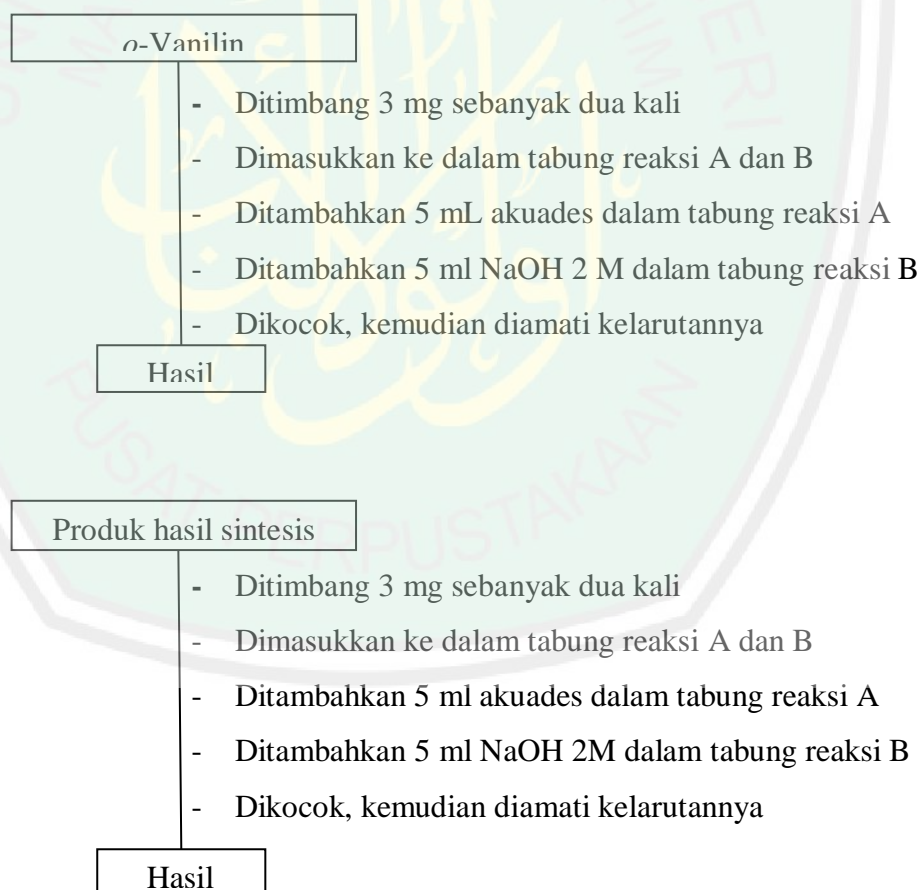 o-Vanilin
- Ditimbang 3 mg sebanyak dua kali
- Dimasukkan ke dalam tabung reaksi A dan B
- Ditambahkan 5 mL akuades dalam tabung reaksi A
- Ditambahkan 5 ml NaOH 2 M dalam tabung reaksi B
- Dikocok, kemudian diamati kelarutannya
Hasil
Produk hasil sintesis
- Ditimbang 3 mg sebanyak dua kali
- Dimasukkan ke dalam tabung reaksi A dan B
- Ditambahkan 5 ml akuades dalam tabung reaksi A
- Ditambahkan 5 ml NaOH 2M dalam tabung reaksi B
- Dikocok, kemudian diamati kelarutannya
Hasil
PUSAT PERPUSTAKAAN